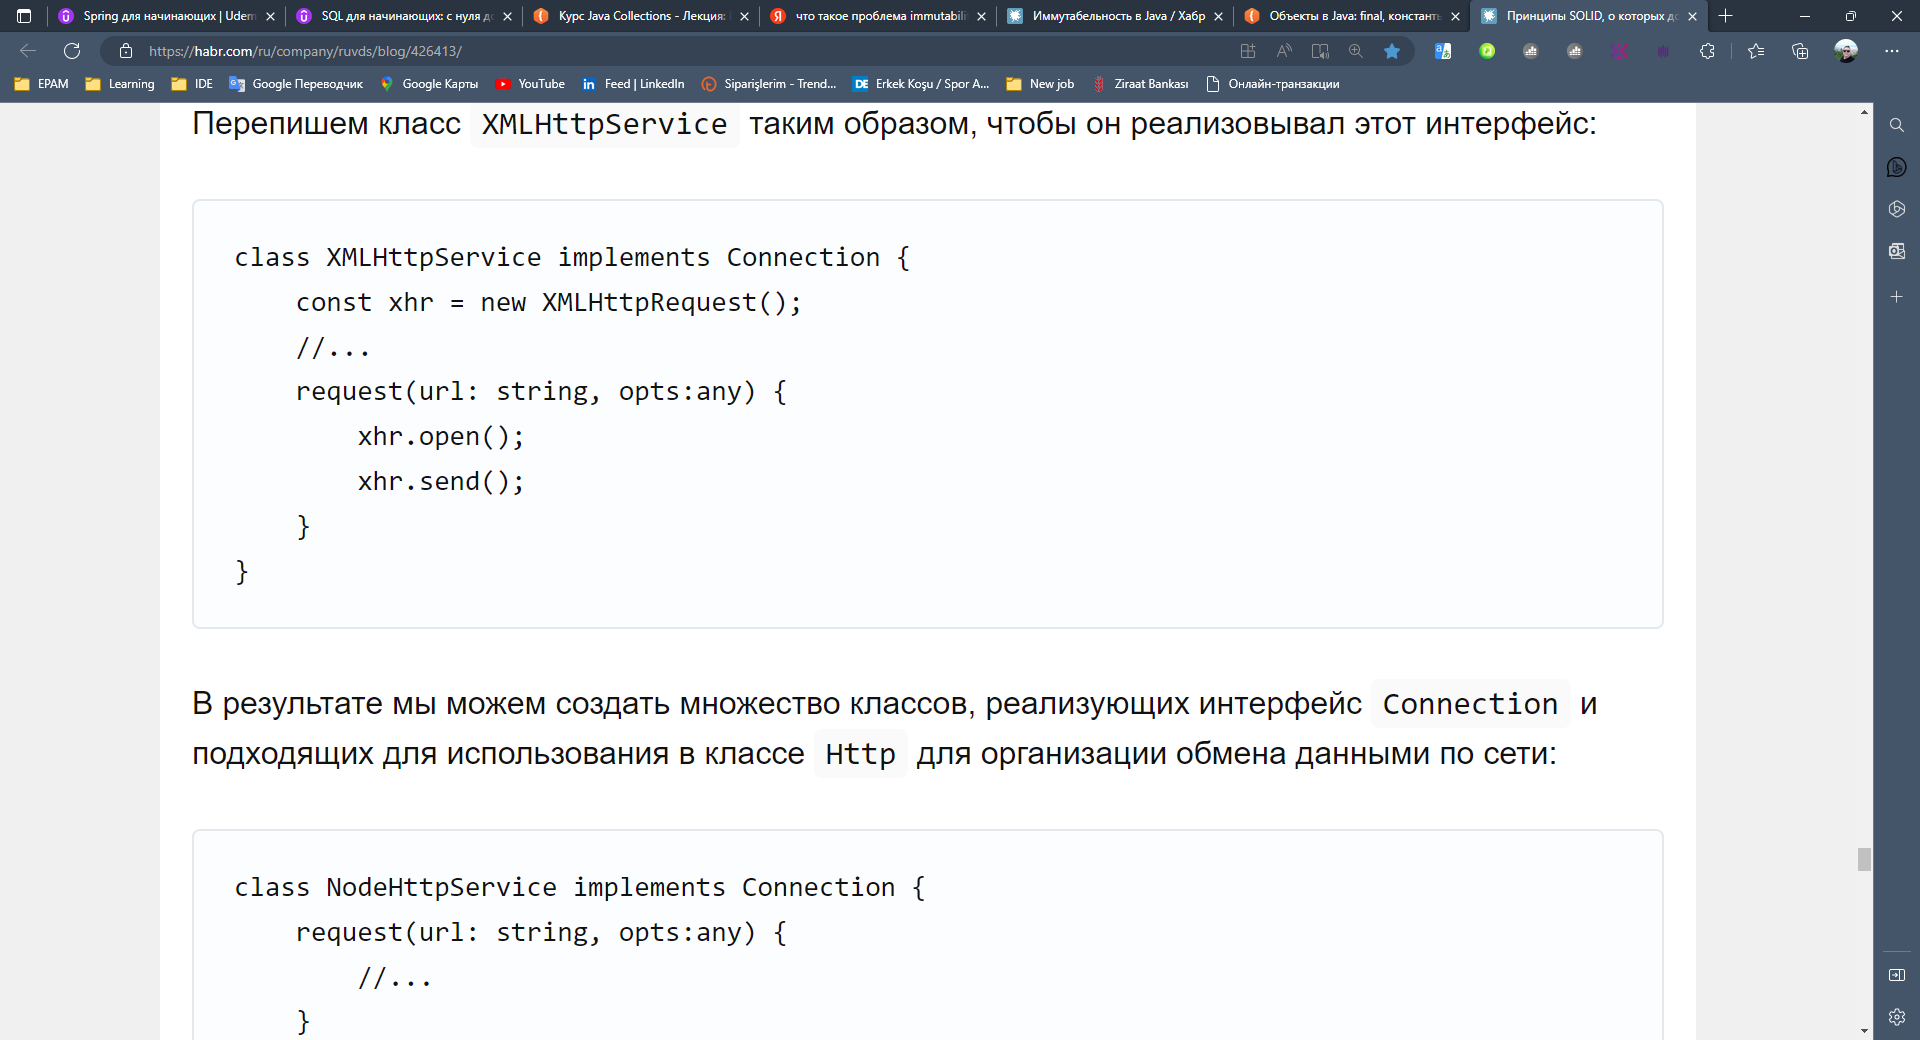 Spring для начинающих | Udem
SQL для начинающих: с нуля до
Курс Java Collections - Лекция:
что такое проблема immutabili
Иммутабельность в Java / Хабр
Объекты в Java: final, константы
Принципы SOLID, о которых до
https://habr.com/ru/company/ruvds/blog/426413/
EPAM
Learning
IDE
Google Переводчик
Google Карты
YouTube
Feed | LinkedIn
Siparişlerim - Trend...
Erkek Koşu / Spor A...
New job
Ziraat Bankası
Онлайн-транзакции
Перепишем класс XMLHttpService таким образом, чтобы он реализовывал этот интерфейс:
class XMLHttpService implements Connection {
const xhr = new XMLHttpRequest();
//...
request(url: string, opts:any) {
xhr.open();
xhr.send();
}
}
В результате мы можем создать множество классов, реализующих интерфейс Connection и
подходящих для использования в классе Http для организации обмена данными по сети:
class NodeHttpService implements Connection {
request(url: string, opts:any) {
//...
}